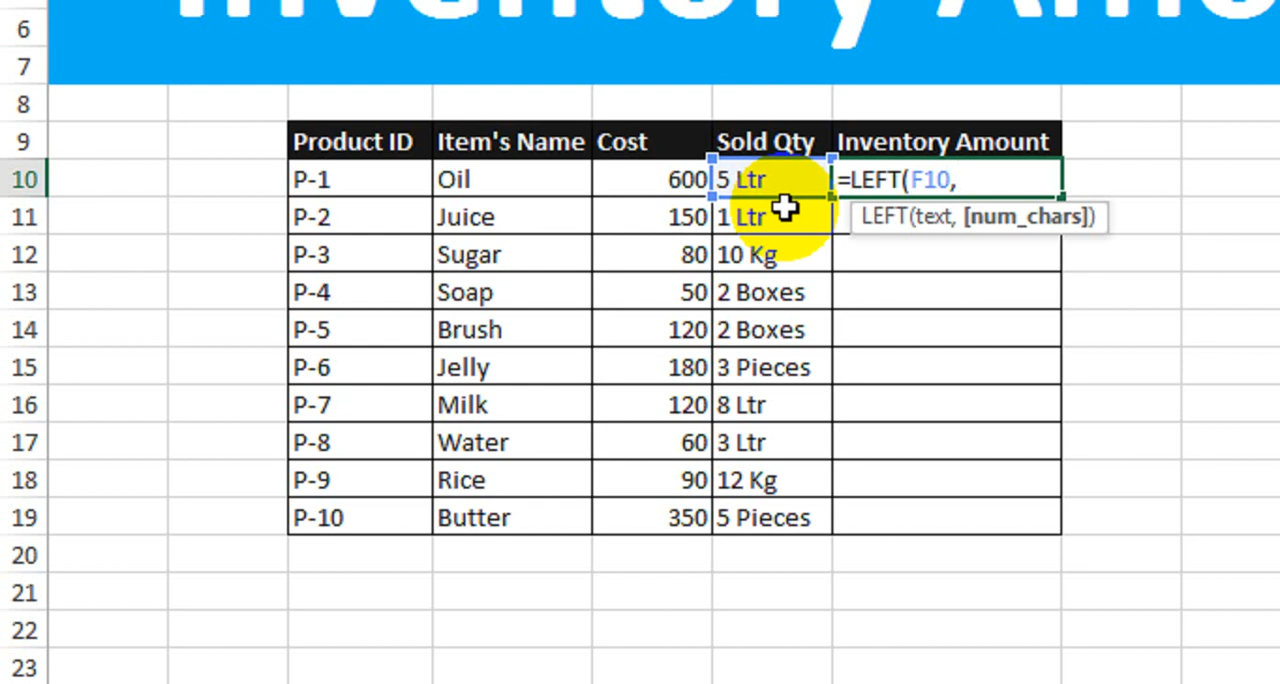 Inventory Amo
6
7
8
9 Product ID Item's Name Cost Sold Qty Inventory Amount
10 P-1 Oil 600 5 Ltr =LEFT(F10,
LEFT(text, [num_chars])
11 P-2 Juice 150 1 Ltr
12 P-3 Sugar 80 10 Kg
13 P-4 Soap 50 2 Boxes
14 P-5 Brush 120 2 Boxes
15 P-6 Jelly 180 3 Pieces
16 P-7 Milk 120 8 Ltr
17 P-8 Water 60 3 Ltr
18 P-9 Rice 90 12 Kg
19 P-10 Butter 350 5 Pieces
20
21
22
23